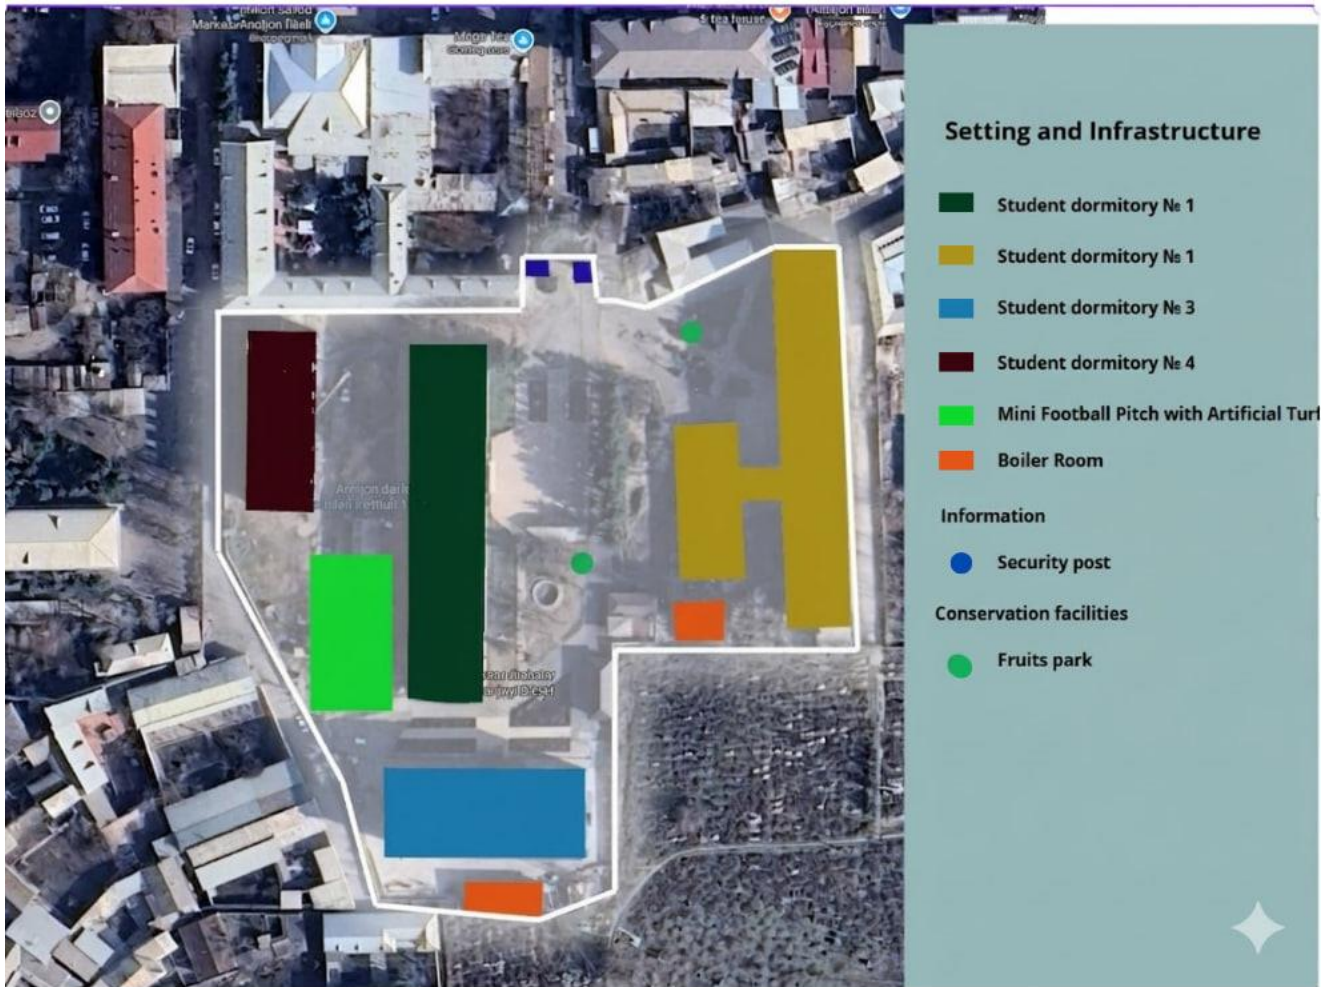 Setting and Infrastructure
Student dormitory № 1
Student dormitory № 1
Student dormitory № 3
Student dormitory № 4
Mini Football Pitch with Artificial Turf
Boiler Room
Information
Security post
Conservation facilities
Fruits park